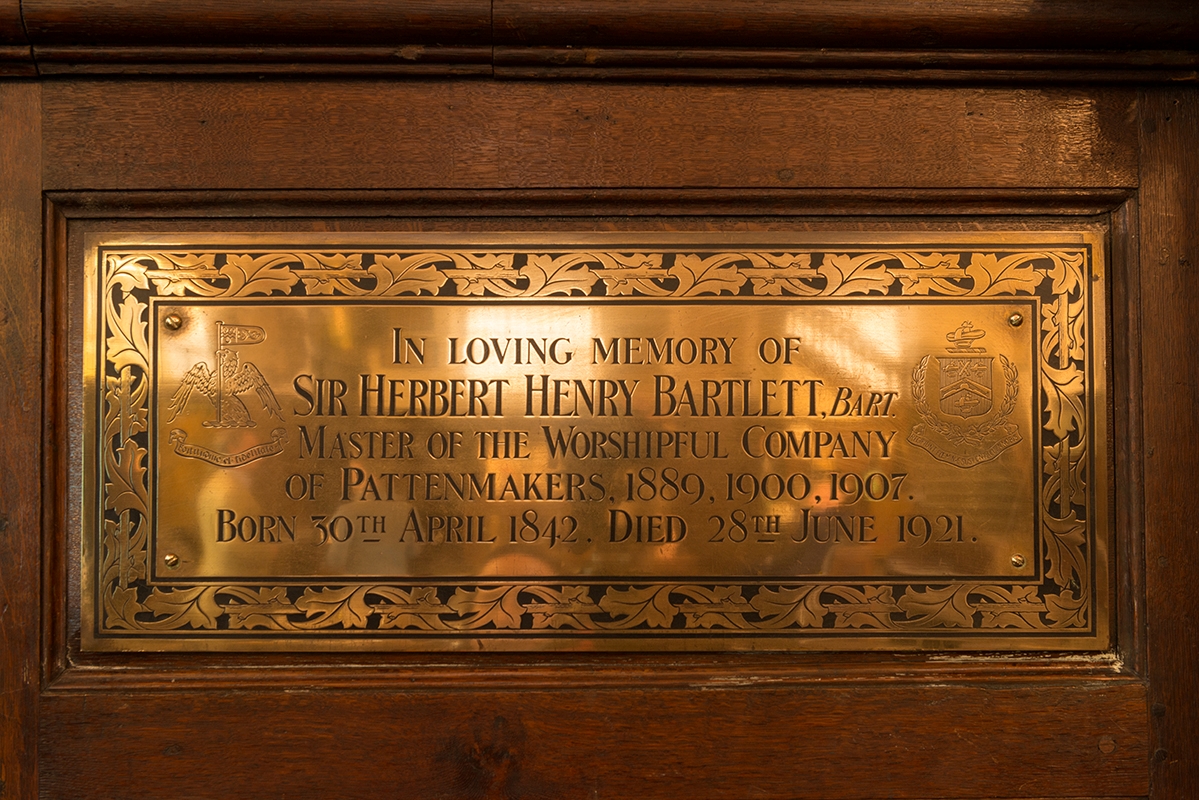 IN LOVING MEMORY OF
SIR HERBERT HENRY BARTLETT, BART.
MASTER OF THE WORSHIPFUL COMPANY
OF PATTENMAKERS, 1889, 1900, 1907.
BORN 30TH APRIL 1842. DIED 28TH JUNE 1921.